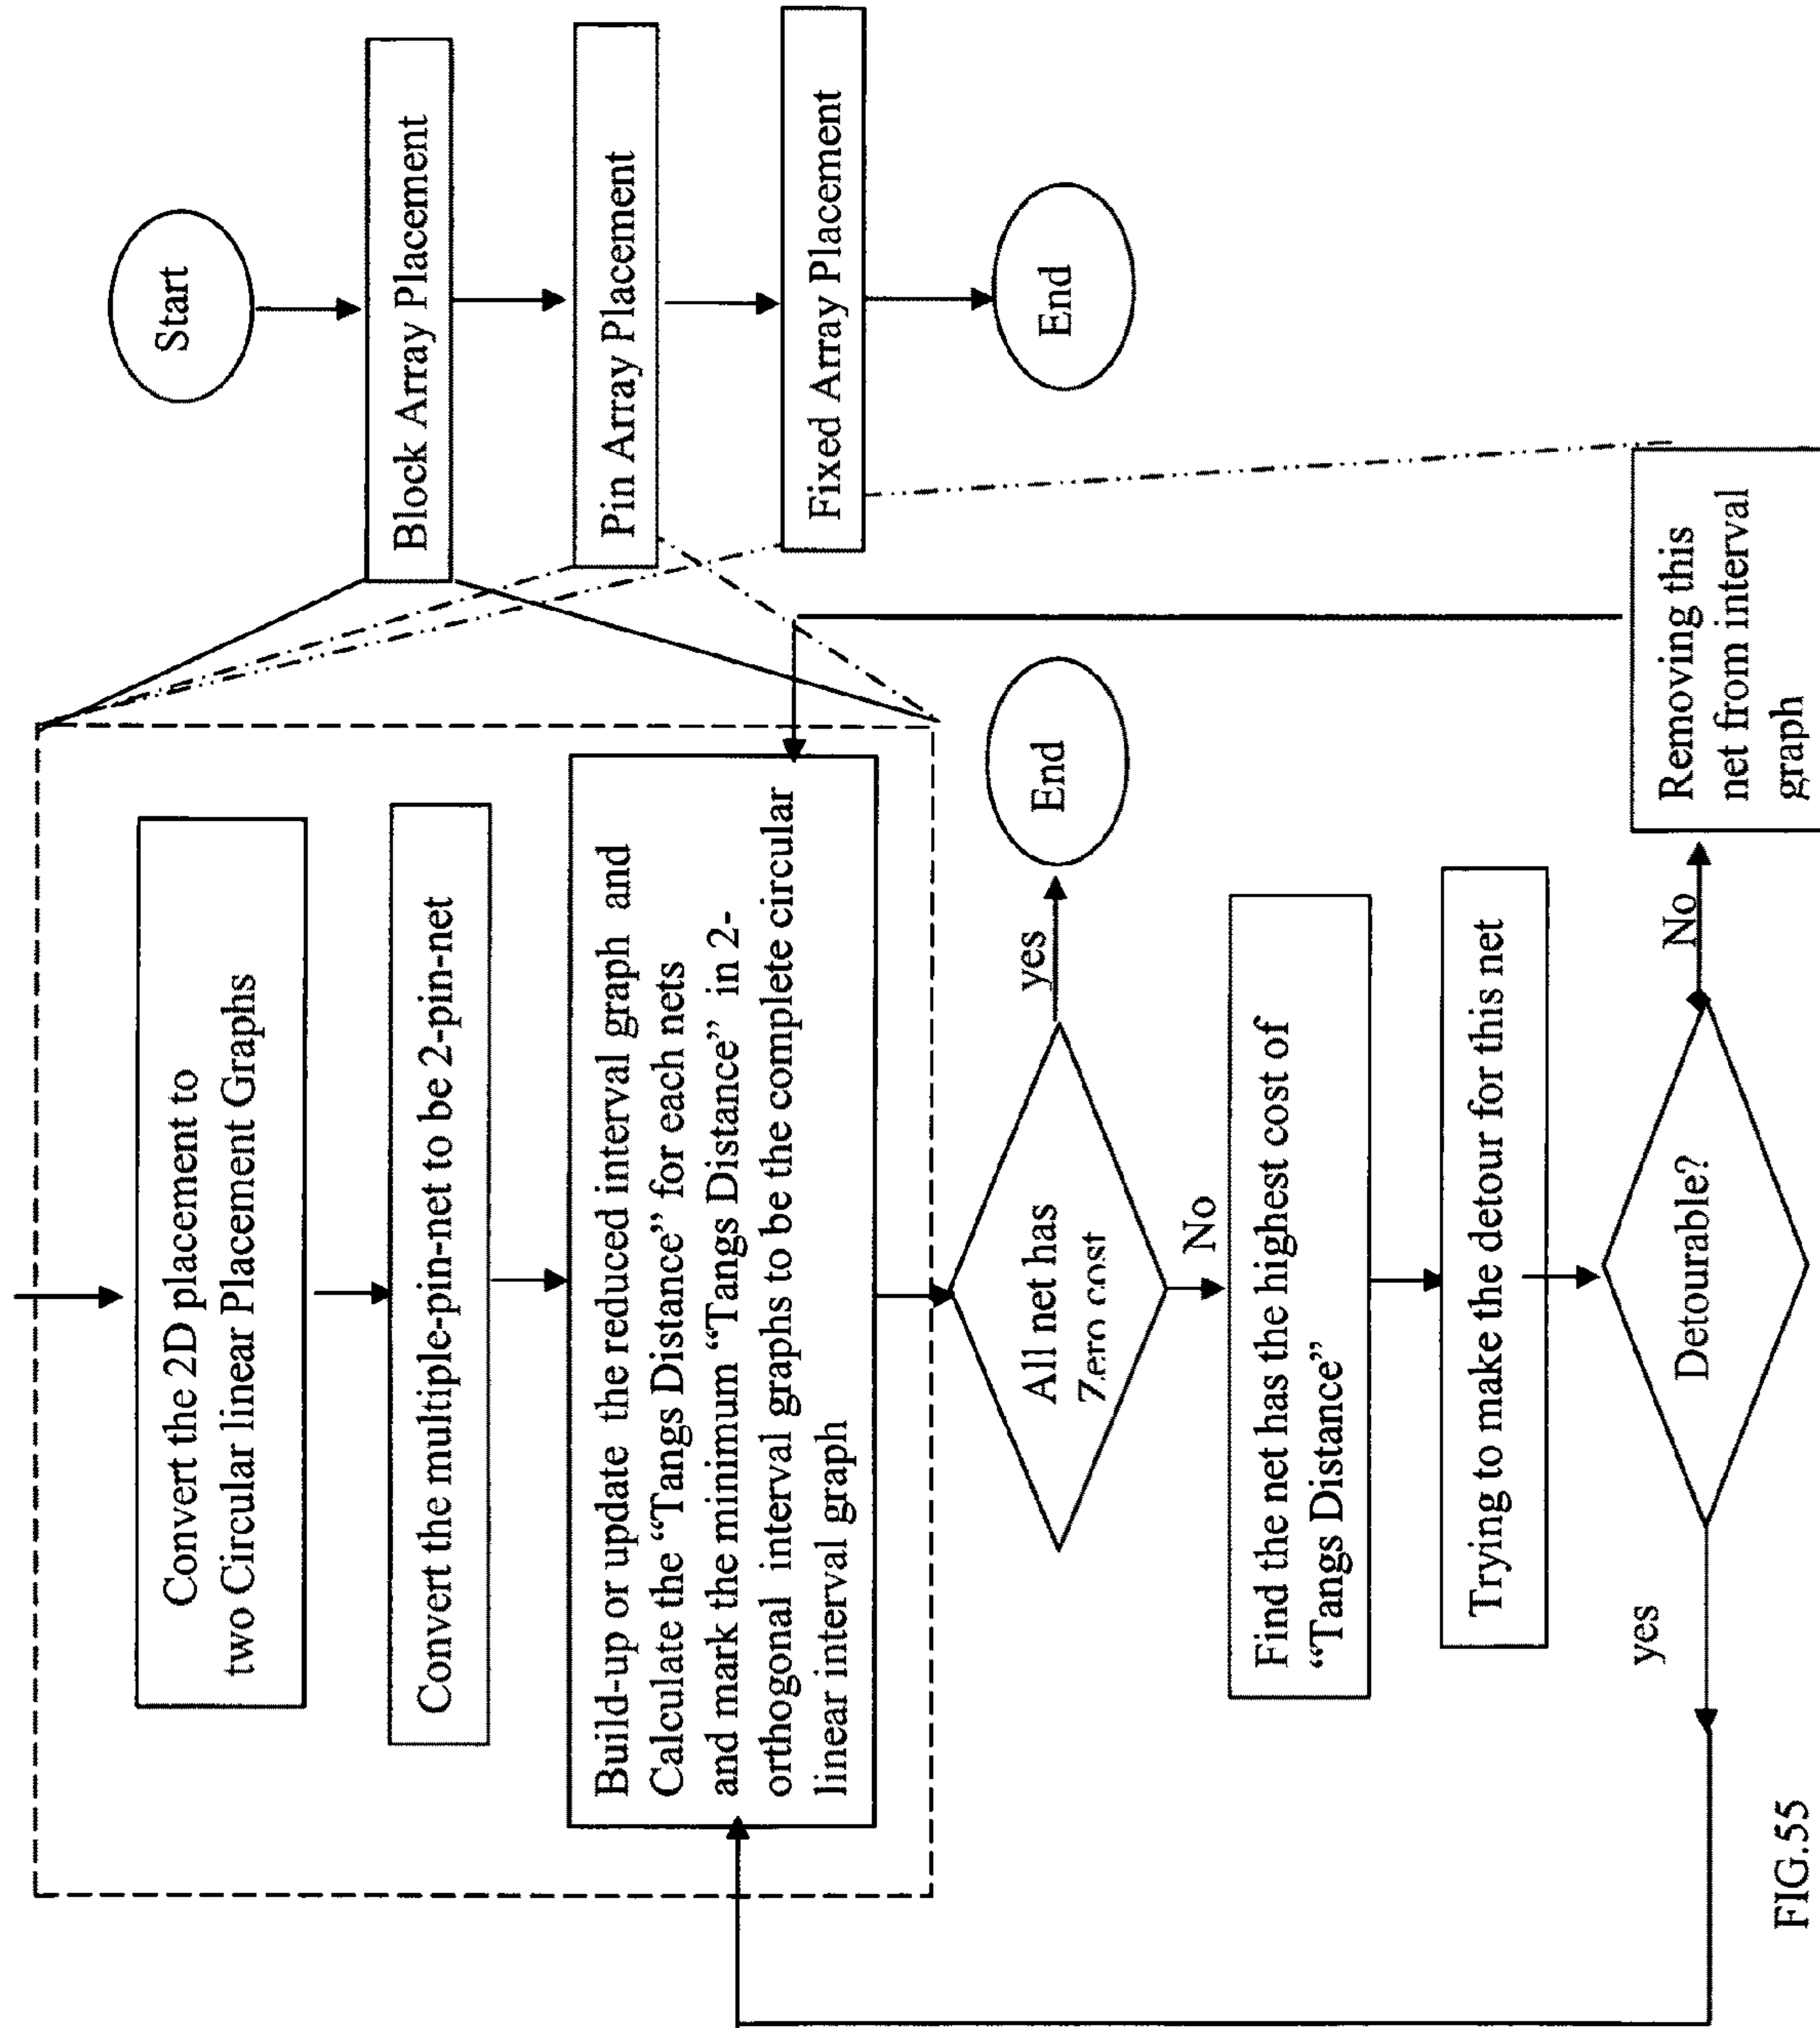 Start
Block Array Placement
Pin Array Placement
Fixed Array Placement
End
Convert the 2D placement to
two Circular linear Placement Graphs
Convert the multiple-pin-net to be 2-pin-net
Build-up or update the reduced interval graph and
Calculate the “Tangs Distance” for each nets
and mark the minimum “Tangs Distance” in 2-
orthogonal interval graphs to be the complete circular
linear interval graph
All net has
Zero cost
yes
End
No
Find the net has the highest cost of
“Tangs Distance”
Trying to make the detour for this net
Detourable?
yes
No
Removing this
net from interval
graph
FIG.55